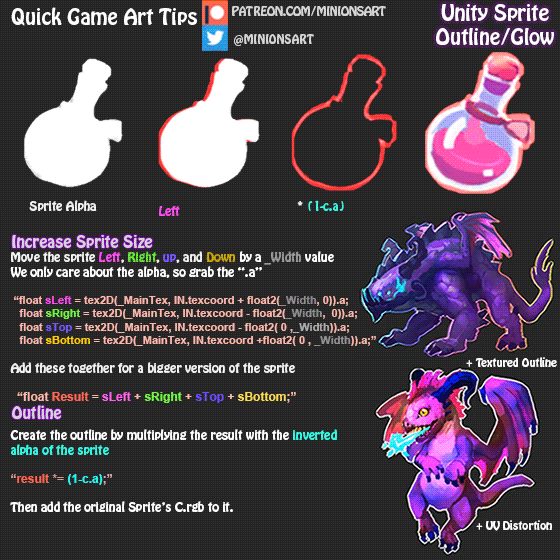 Quick Game Art Tips
PATREON.COM/MINIONSART
@MINIONSART
Unity Sprite
Outline/Glow
Sprite Alpha
Left
* (1-c.a)
Increase Sprite Size
Move the sprite Left, Right, up, and Down by a _Width value
We only care about the alpha, so grab the “.a”
“float sLeft = tex2D(_MainTex, IN.texcoord + float2(_Width, 0)).a;
float sRight = tex2D(_MainTex, IN.texcoord - float2(_Width, 0)).a;
float sTop = tex2D(_MainTex, IN.texcoord - float2( 0 ,_Width)).a;
float sBottom = tex2D(_MainTex, IN.texcoord +float2( 0 , _Width)).a;”
+ Textured Outline
Add these together for a bigger version of the sprite
“float Result = sLeft + sRight + sTop + sBottom;”
Outline
Create the outline by multiplying the result with the inverted
alpha of the sprite
“result *= (1-c.a);”
Then add the original Sprite's C.rgb to it.
+ UV Distortion